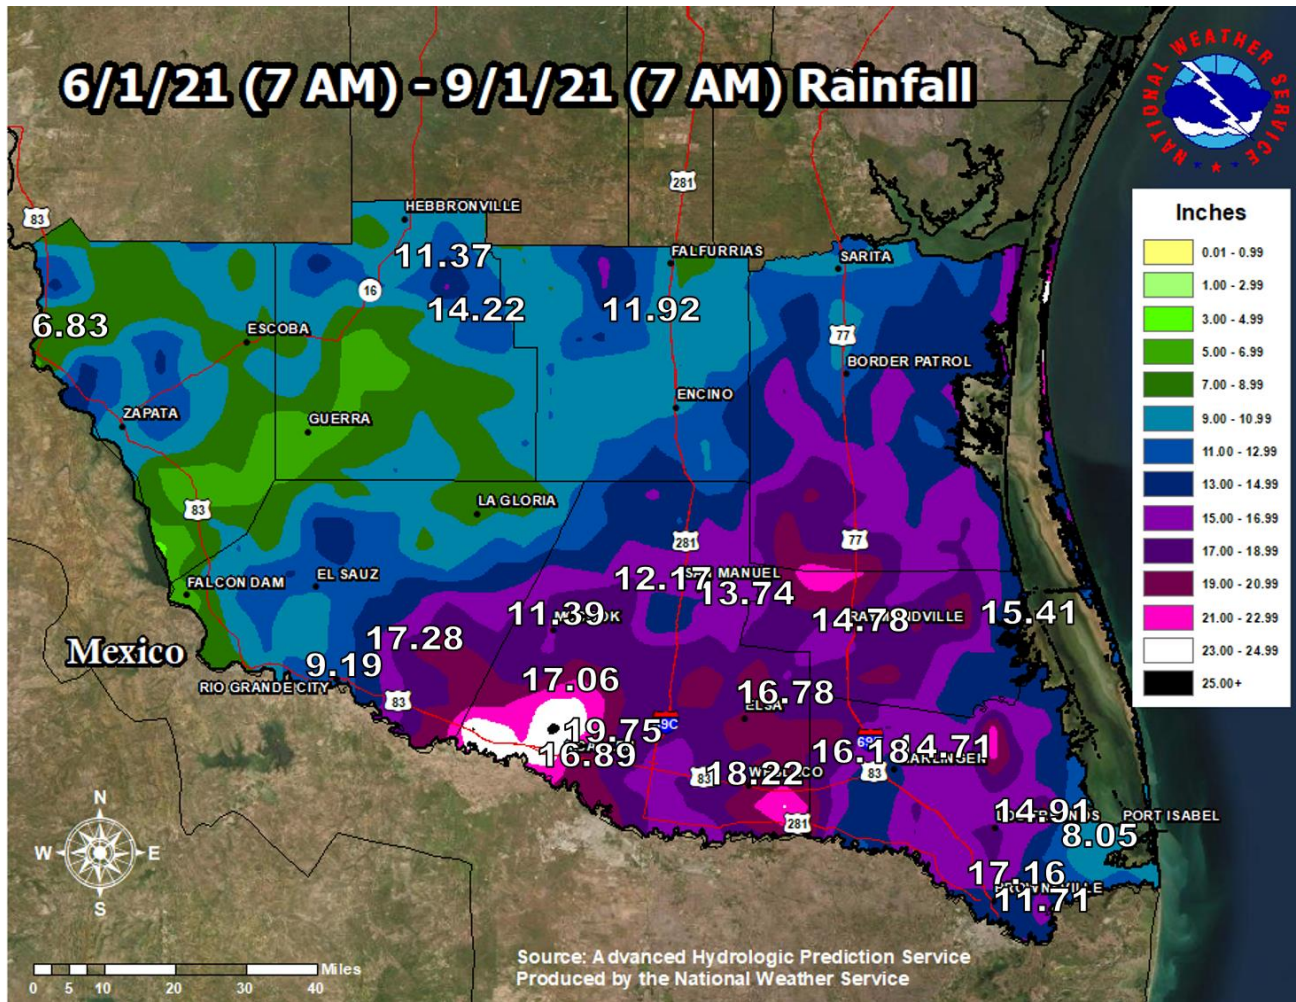 6/1/21 (7 AM) - 9/1/21 (7 AM) Rainfall
NATIONAL WEATHER SERVICE
Inches
0.01 - 0.99
1.00 - 2.99
3.00 - 4.99
5.00 - 6.99
7.00 - 8.99
9.00 - 10.99
11.00 - 12.99
13.00 - 14.99
15.00 - 16.99
17.00 - 18.99
19.00 - 20.99
21.00 - 22.99
23.00 - 24.99
25.00+
281
83
HEBBRONVILLE
11.37
FALFURRIAS
SARITA
16
6.83
14.22
11.92
ESCOBA
77
BORDER PATROL
ZAPATA
GUERRA
ENCINO
83
LA GLORIA
281
77
FALCON DAM
EL SAUZ
12.17
MANUEL
13.74
11.39
14.78
15.41
Mexico
17.28
9.19
RIO GRANDE CITY
17.06
16.78
ELSA
83
19.75
69C
16.89
16.18
14.71
83
18.22
83
281
14.91
PORT ISABEL
8.05
17.16
11.71
N
W
E
S
Miles
0 5 10 20 30 40
Source: Advanced Hydrologic Prediction Service
Produced by the National Weather Service